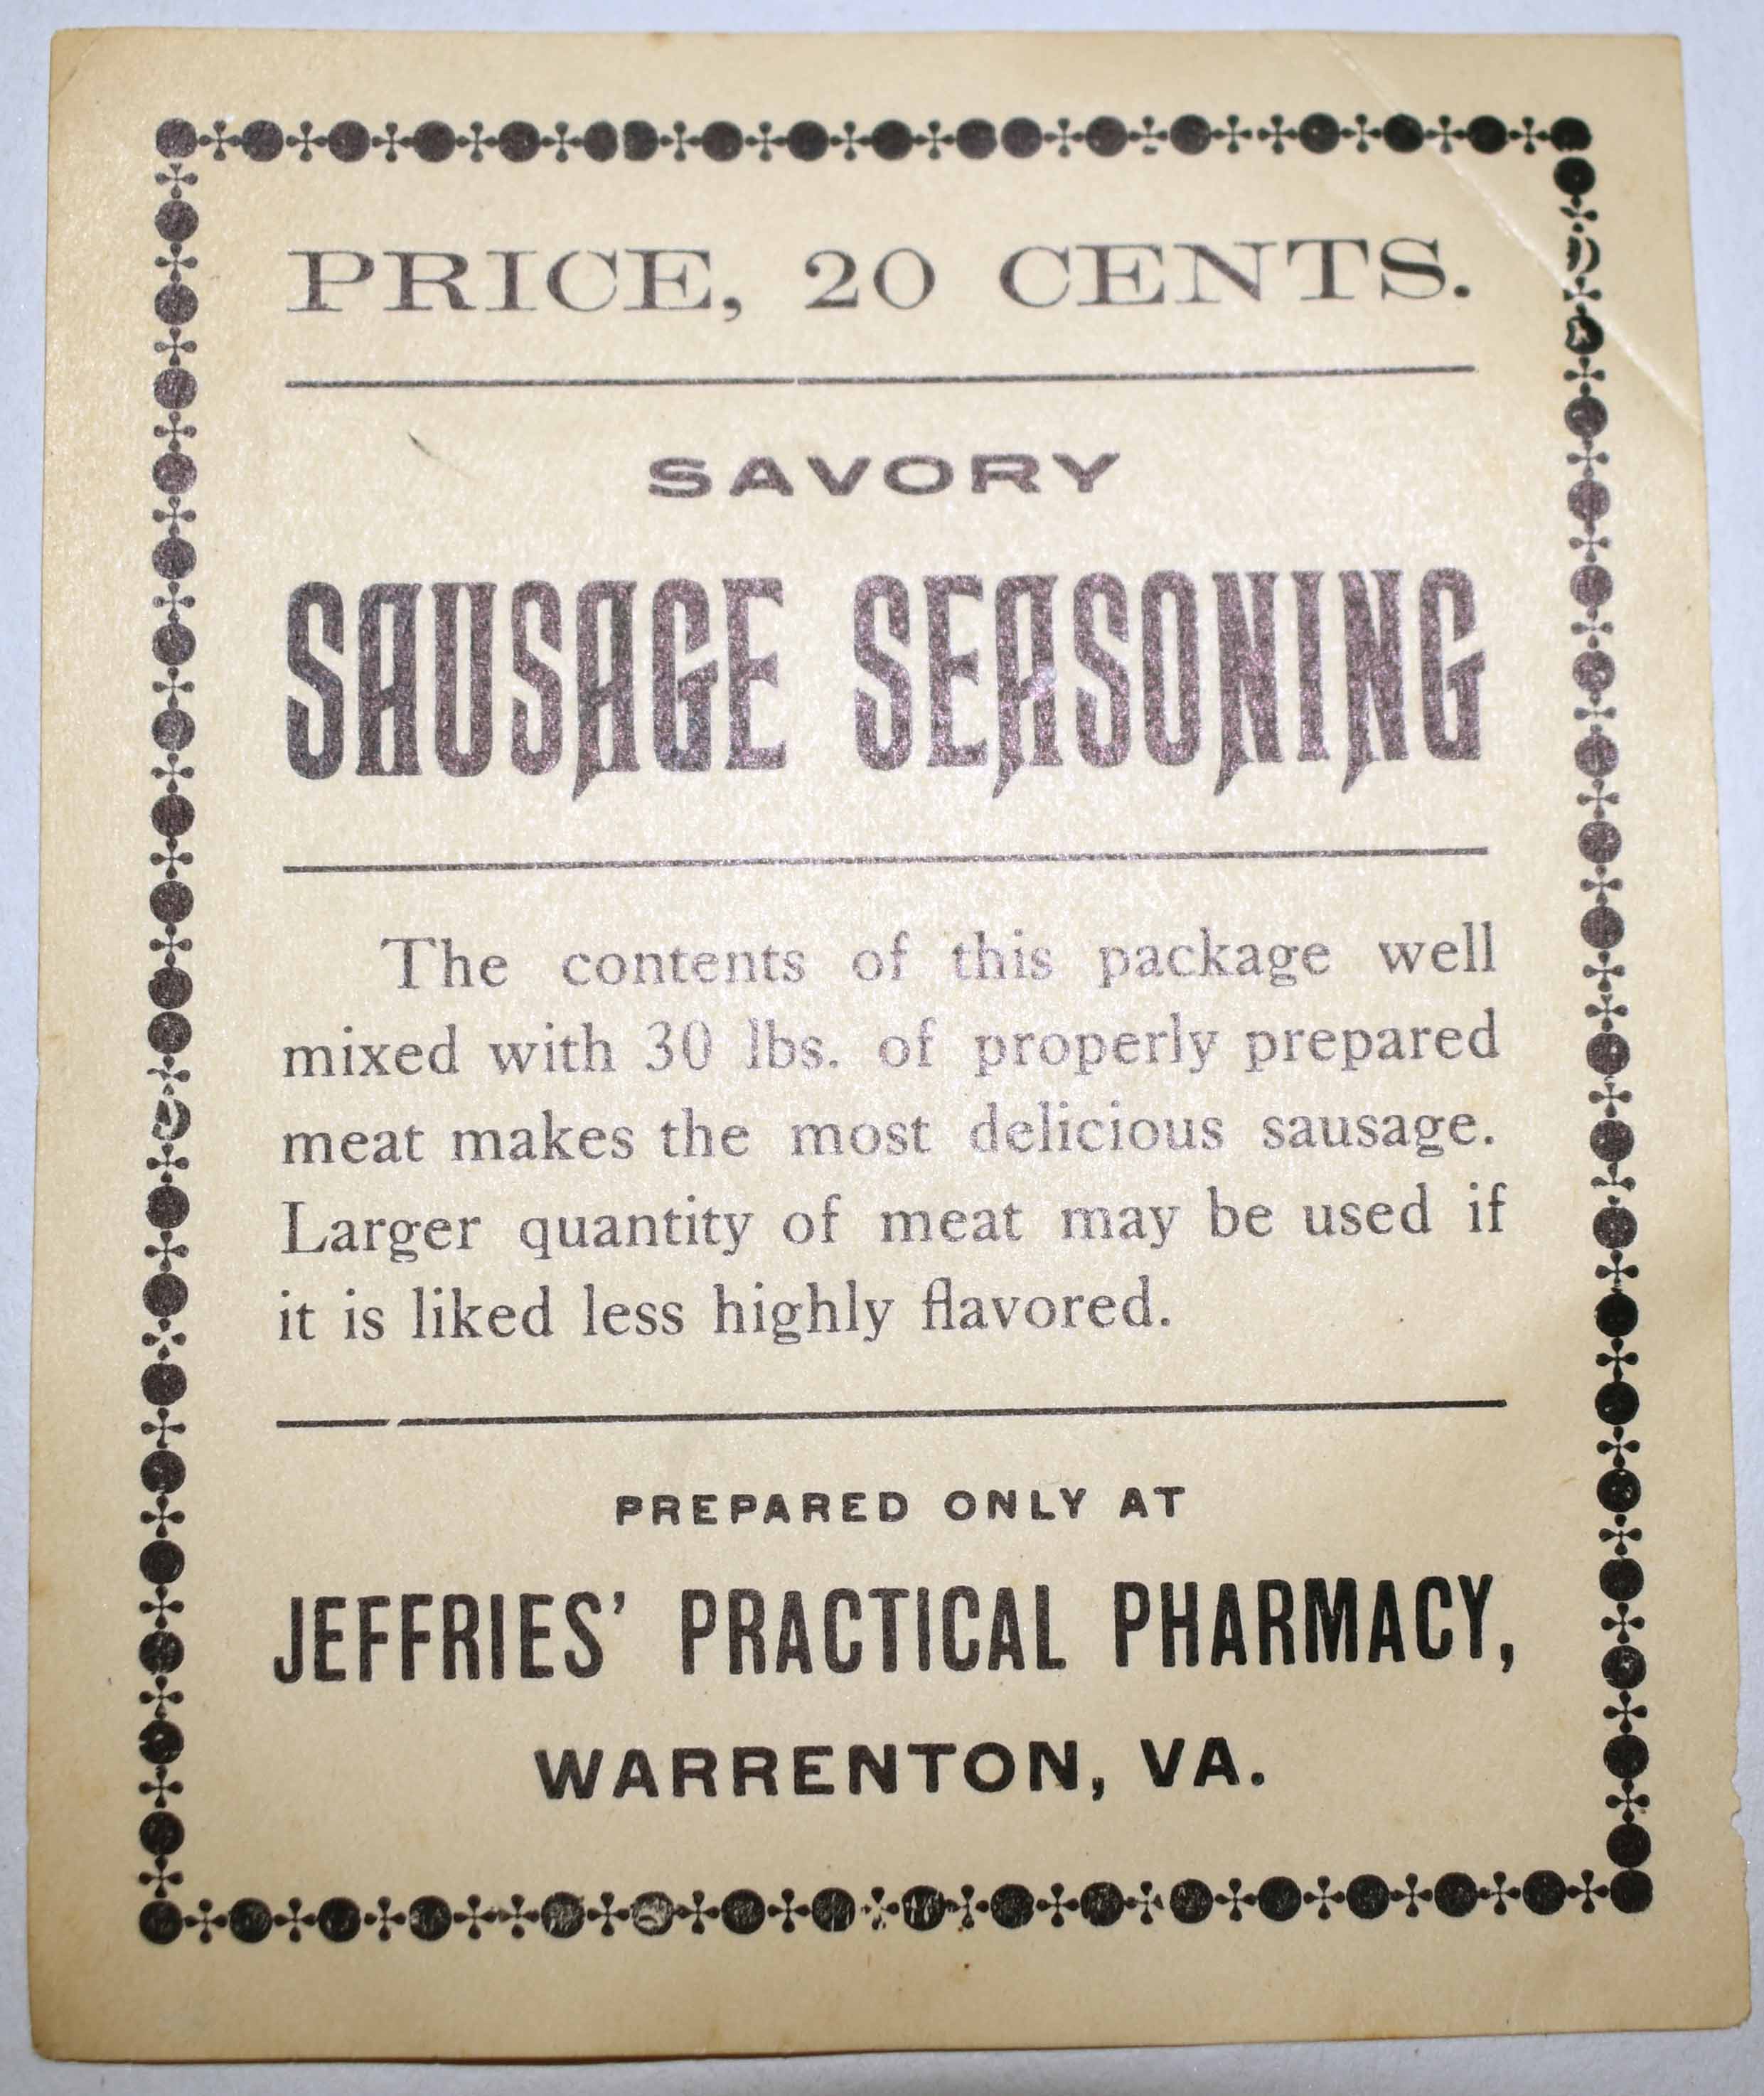 PRICE, 20 CENTS.
SAVORY
SAUSAGE SEASONING
The contents of this package well
mixed with 30 lbs. of properly prepared
meat makes the most delicious sausage.
Larger quantity of meat may be used if
it is liked less highly flavored.
PREPARED ONLY AT
JEFFRIES' PRACTICAL PHARMACY,
WARRENTON, VA.